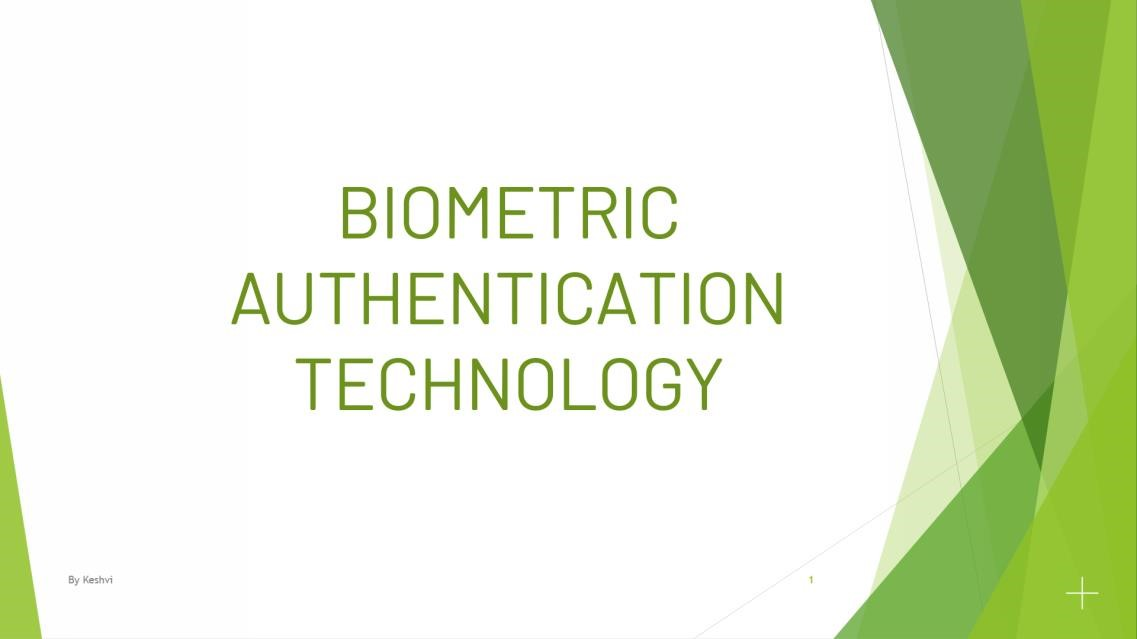 BIOMETRIC
AUTHENTICATION
TECHNOLOGY
By Keshvi
1